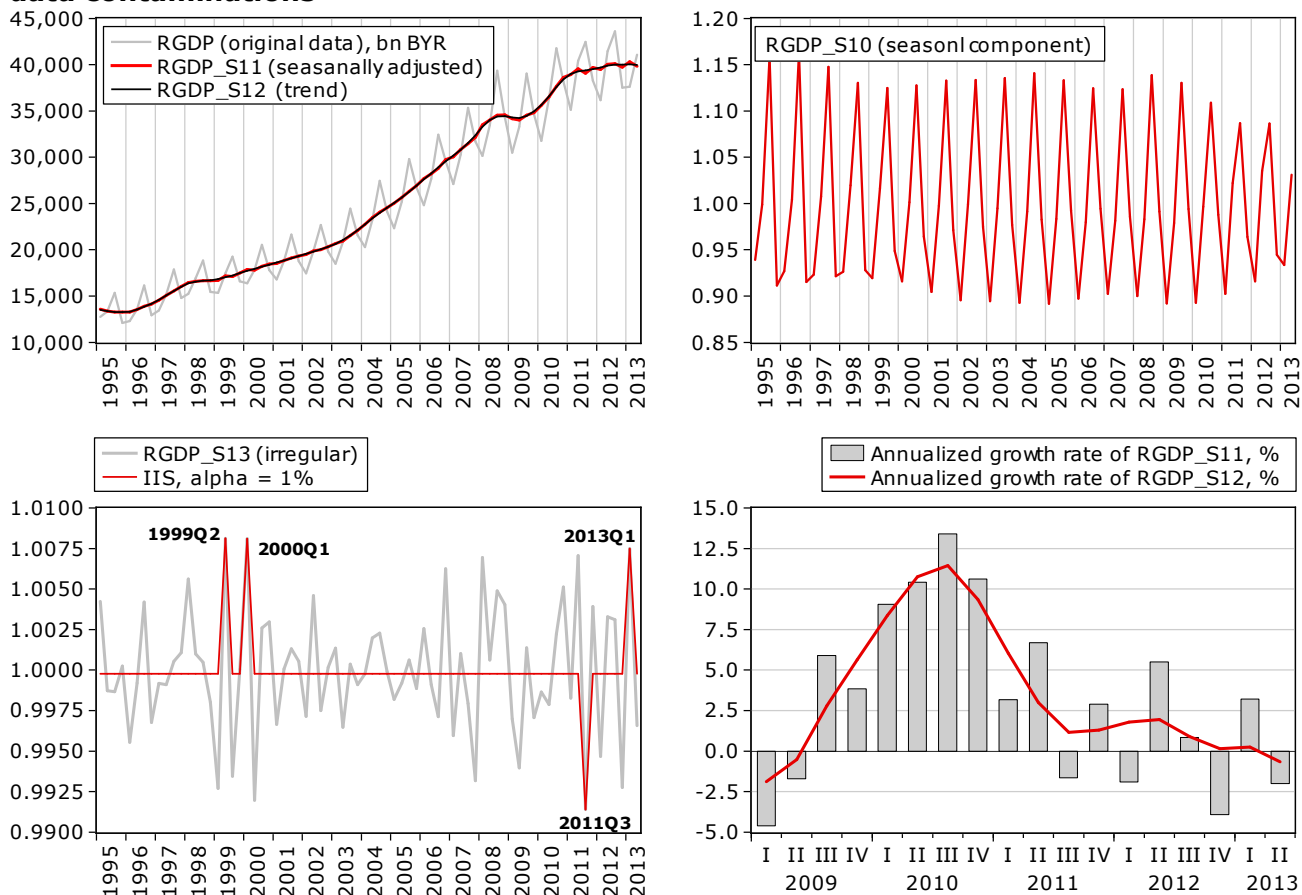 data contaminations
RGDP (original data), bn BYR
RGDP_S11 (seasanally adjusted)
RGDP_S12 (trend)
45,000
40,000
35,000
30,000
25,000
20,000
15,000
10,000
1995 1996 1997 1998 1999 2000 2001 2002 2003 2004 2005 2006 2007 2008 2009 2010 2011 2012 2013
RGDP_S10 (seasonl component)
1.20
1.15
1.10
1.05
1.00
0.95
0.90
0.85
1995 1996 1997 1998 1999 2000 2001 2002 2003 2004 2005 2006 2007 2008 2009 2010 2011 2012 2013
RGDP_S13 (irregular)
IIS, alpha = 1%
1.0100
1.0075
1.0050
1.0025
1.0000
0.9975
0.9950
0.9925
0.9900
1999Q2
2000Q1
2013Q1
2011Q3
1995 1996 1997 1998 1999 2000 2001 2002 2003 2004 2005 2006 2007 2008 2009 2010 2011 2012 2013
Annualized growth rate of RGDP_S11, %
Annualized growth rate of RGDP_S12, %
15.0
12.5
10.0
7.5
5.0
2.5
0.0
-2.5
-5.0
I II III IV I II III IV I II III IV I II III IV I II
2009 2010 2011 2012 2013